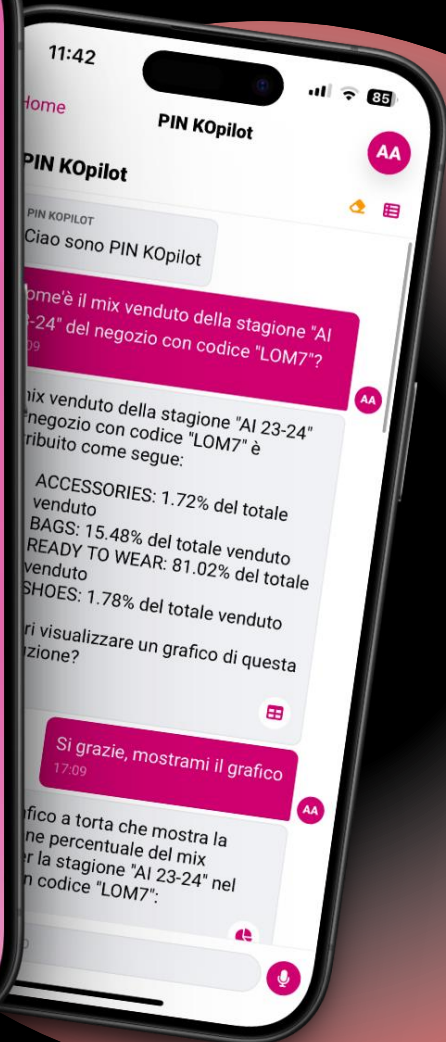 11:42
85
Home
PIN KOpilot
AA
PIN KOpilot
PIN KOPILOT
Ciao sono PIN KOpilot
ome'è il mix venduto della stagione "AI
-24" del negozio con codice "LOM7"?
09
AA
mix venduto della stagione "AI 23-24"
negozio con codice "LOM7" è
ribuito come segue:
ACCESSORIES: 1.72% del totale
venduto
BAGS: 15.48% del totale venduto
READY TO WEAR: 81.02% del totale
venduto
SHOES: 1.78% del totale venduto
ri visualizzare un grafico di questa
uzione?
Si grazie, mostrami il grafico
17:09
AA
afico a torta che mostra la
ne percentuale del mix
er la stagione "AI 23-24" nel
n codice "LOM7":